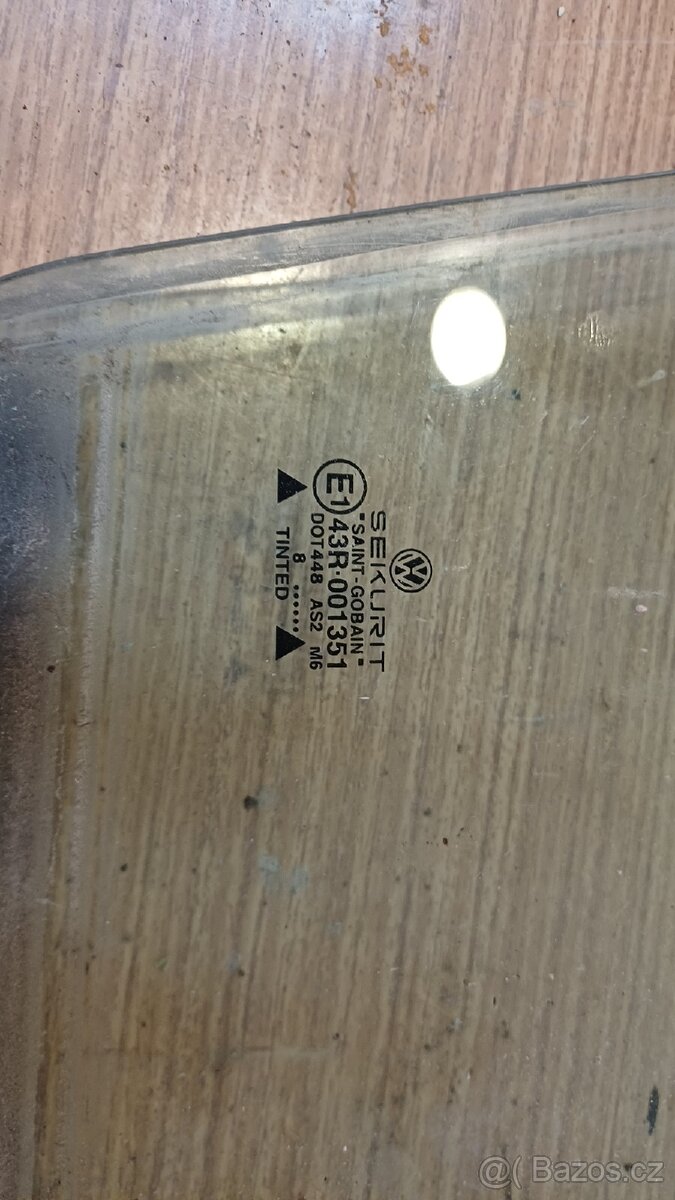 SEKURIT
"SAINT-GOBAIN"
E1 43R-001351
DOT448 AS2 M6
8 ......
TINTED
@( Bazos.cz